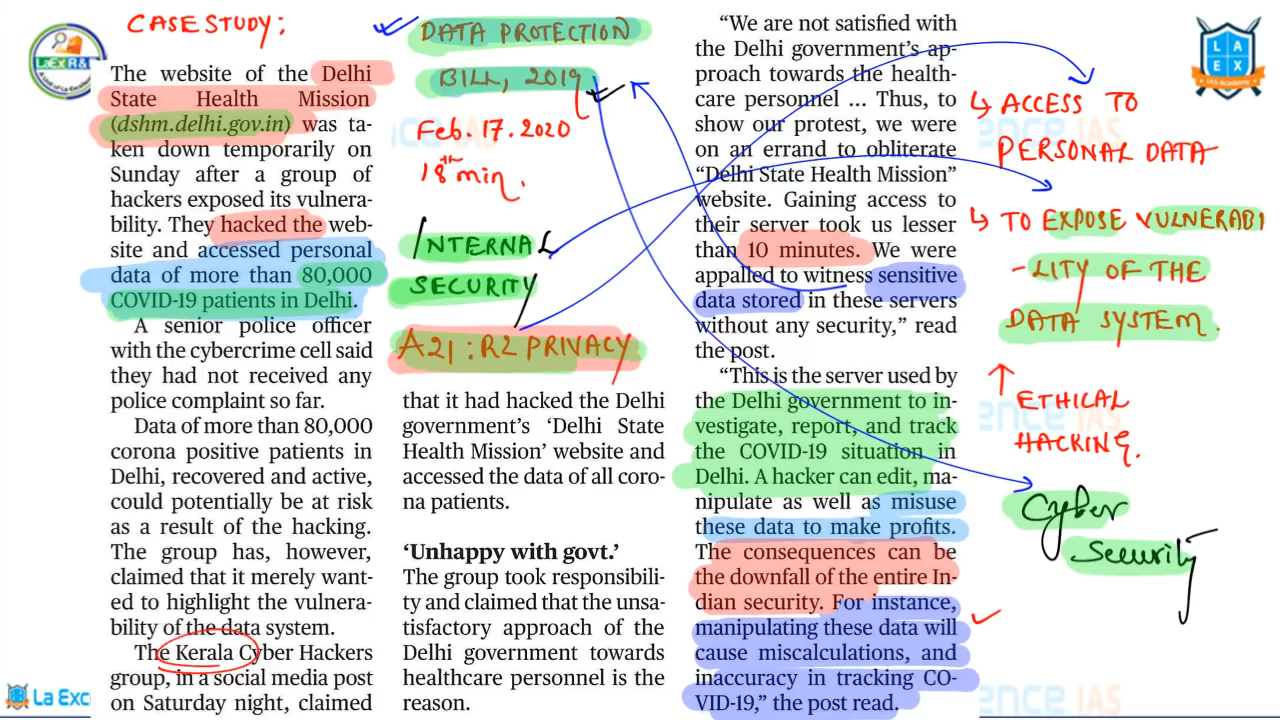 CASE STUDY:
LaEx R&D
The website of the Delhi
State Health Mission
(dshm.delhi.gov.in) was ta-
ken down temporarily on
Sunday after a group of
hackers exposed its vulnera-
bility. They hacked the web-
site and accessed personal
data of more than 80,000
COVID-19 patients in Delhi.
A senior police officer
with the cybercrime cell said
they had not received any
police complaint so far.
Data of more than 80,000
corona positive patients in
Delhi, recovered and active,
could potentially be at risk
as a result of the hacking.
The group has, however,
claimed that it merely want-
ed to highlight the vulnera-
bility of the data system.
The Kerala Cyber Hackers
group, in a social media post
on Saturday night, claimed
La Exc
DATA PROTECTION
BILL, 2019
Feb. 17. 2020
18th min.
INTERNAL
SECURITY
A21: R2 PRIVACY
that it had hacked the Delhi
government's 'Delhi State
Health Mission' website and
accessed the data of all coro-
na patients.
'Unhappy with govt.'
The group took responsibili-
ty and claimed that the unsa-
tisfactory approach of the
Delhi government towards
healthcare personnel is the
reason.
"We are not satisfied with
the Delhi government's ap-
proach towards the health-
care personnel ... Thus, to
show our protest, we were
on an errand to obliterate
"Delhi State Health Mission"
website. Gaining access to
their server took us lesser
than 10 minutes. We were
appalled to witness sensitive
data stored in these servers
without any security," read
the post.
"This is the server used by
the Delhi government to in-
vestigate, report, and track
the COVID-19 situation in
Delhi. A hacker can edit, ma-
nipulate as well as misuse
these data to make profits.
The consequences can be
the downfall of the entire In-
dian security. For instance,
manipulating these data will
cause miscalculations, and
inaccuracy in tracking CO-
VID-19," the post read.
LA
EX
ACCESS TO
PERSONAL DATA
TO EXPOSE VULNERABI
-LITY OF THE
DATA SYSTEM.
ETHICAL
HACKING.
Cyber
Security
ence IAS